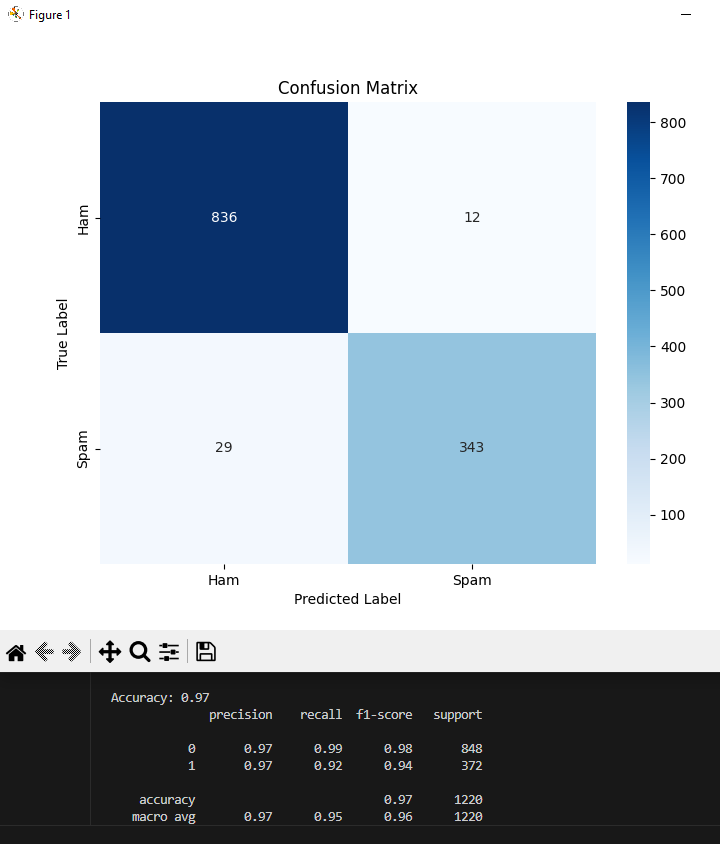 Figure 1
Confusion Matrix
Ham
Spam
True Label
836 12
29 343
Ham Spam
Predicted Label
800
700
600
500
400
300
200
100
Accuracy: 0.97
precision recall f1-score support
0 0.97 0.99 0.98 848
1 0.97 0.92 0.94 372
accuracy 0.97 1220
macro avg 0.97 0.95 0.96 1220